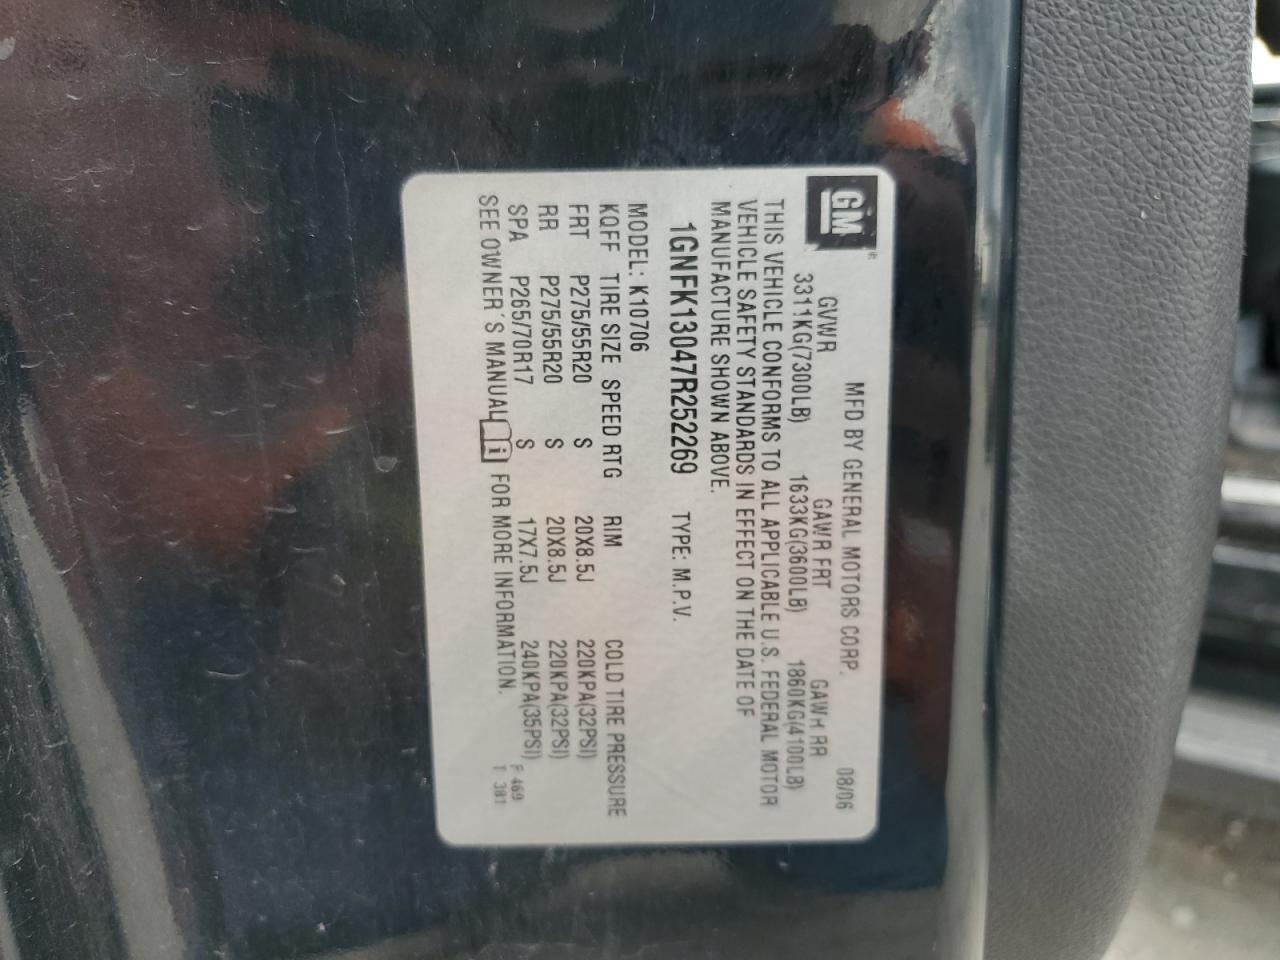 GM
MFD BY GENERAL MOTORS CORP. 08/06
GVWR GAWR FRT GAWR RR
3311KG(7300LB) 1633KG(3600LB) 1860KG(4100LB)
THIS VEHICLE CONFORMS TO ALL APPLICABLE U.S. FEDERAL MOTOR
VEHICLE SAFETY STANDARDS IN EFFECT ON THE DATE OF
MANUFACTURE SHOWN ABOVE.
1GNFK13047R252269 TYPE: M.P.V.
MODEL: K10706
KQFF TIRE SIZE SPEED RTG RIM COLD TIRE PRESSURE
FRT P275/55R20 S 20X8.5J 220KPA(32PSI)
RR P275/55R20 S 20X8.5J 220KPA(32PSI)
SPA P265/70R17 S 17X7.5J 240KPA(35PSI)
SEE OWNER'S MANUAL i FOR MORE INFORMATION.
F 469
T 381